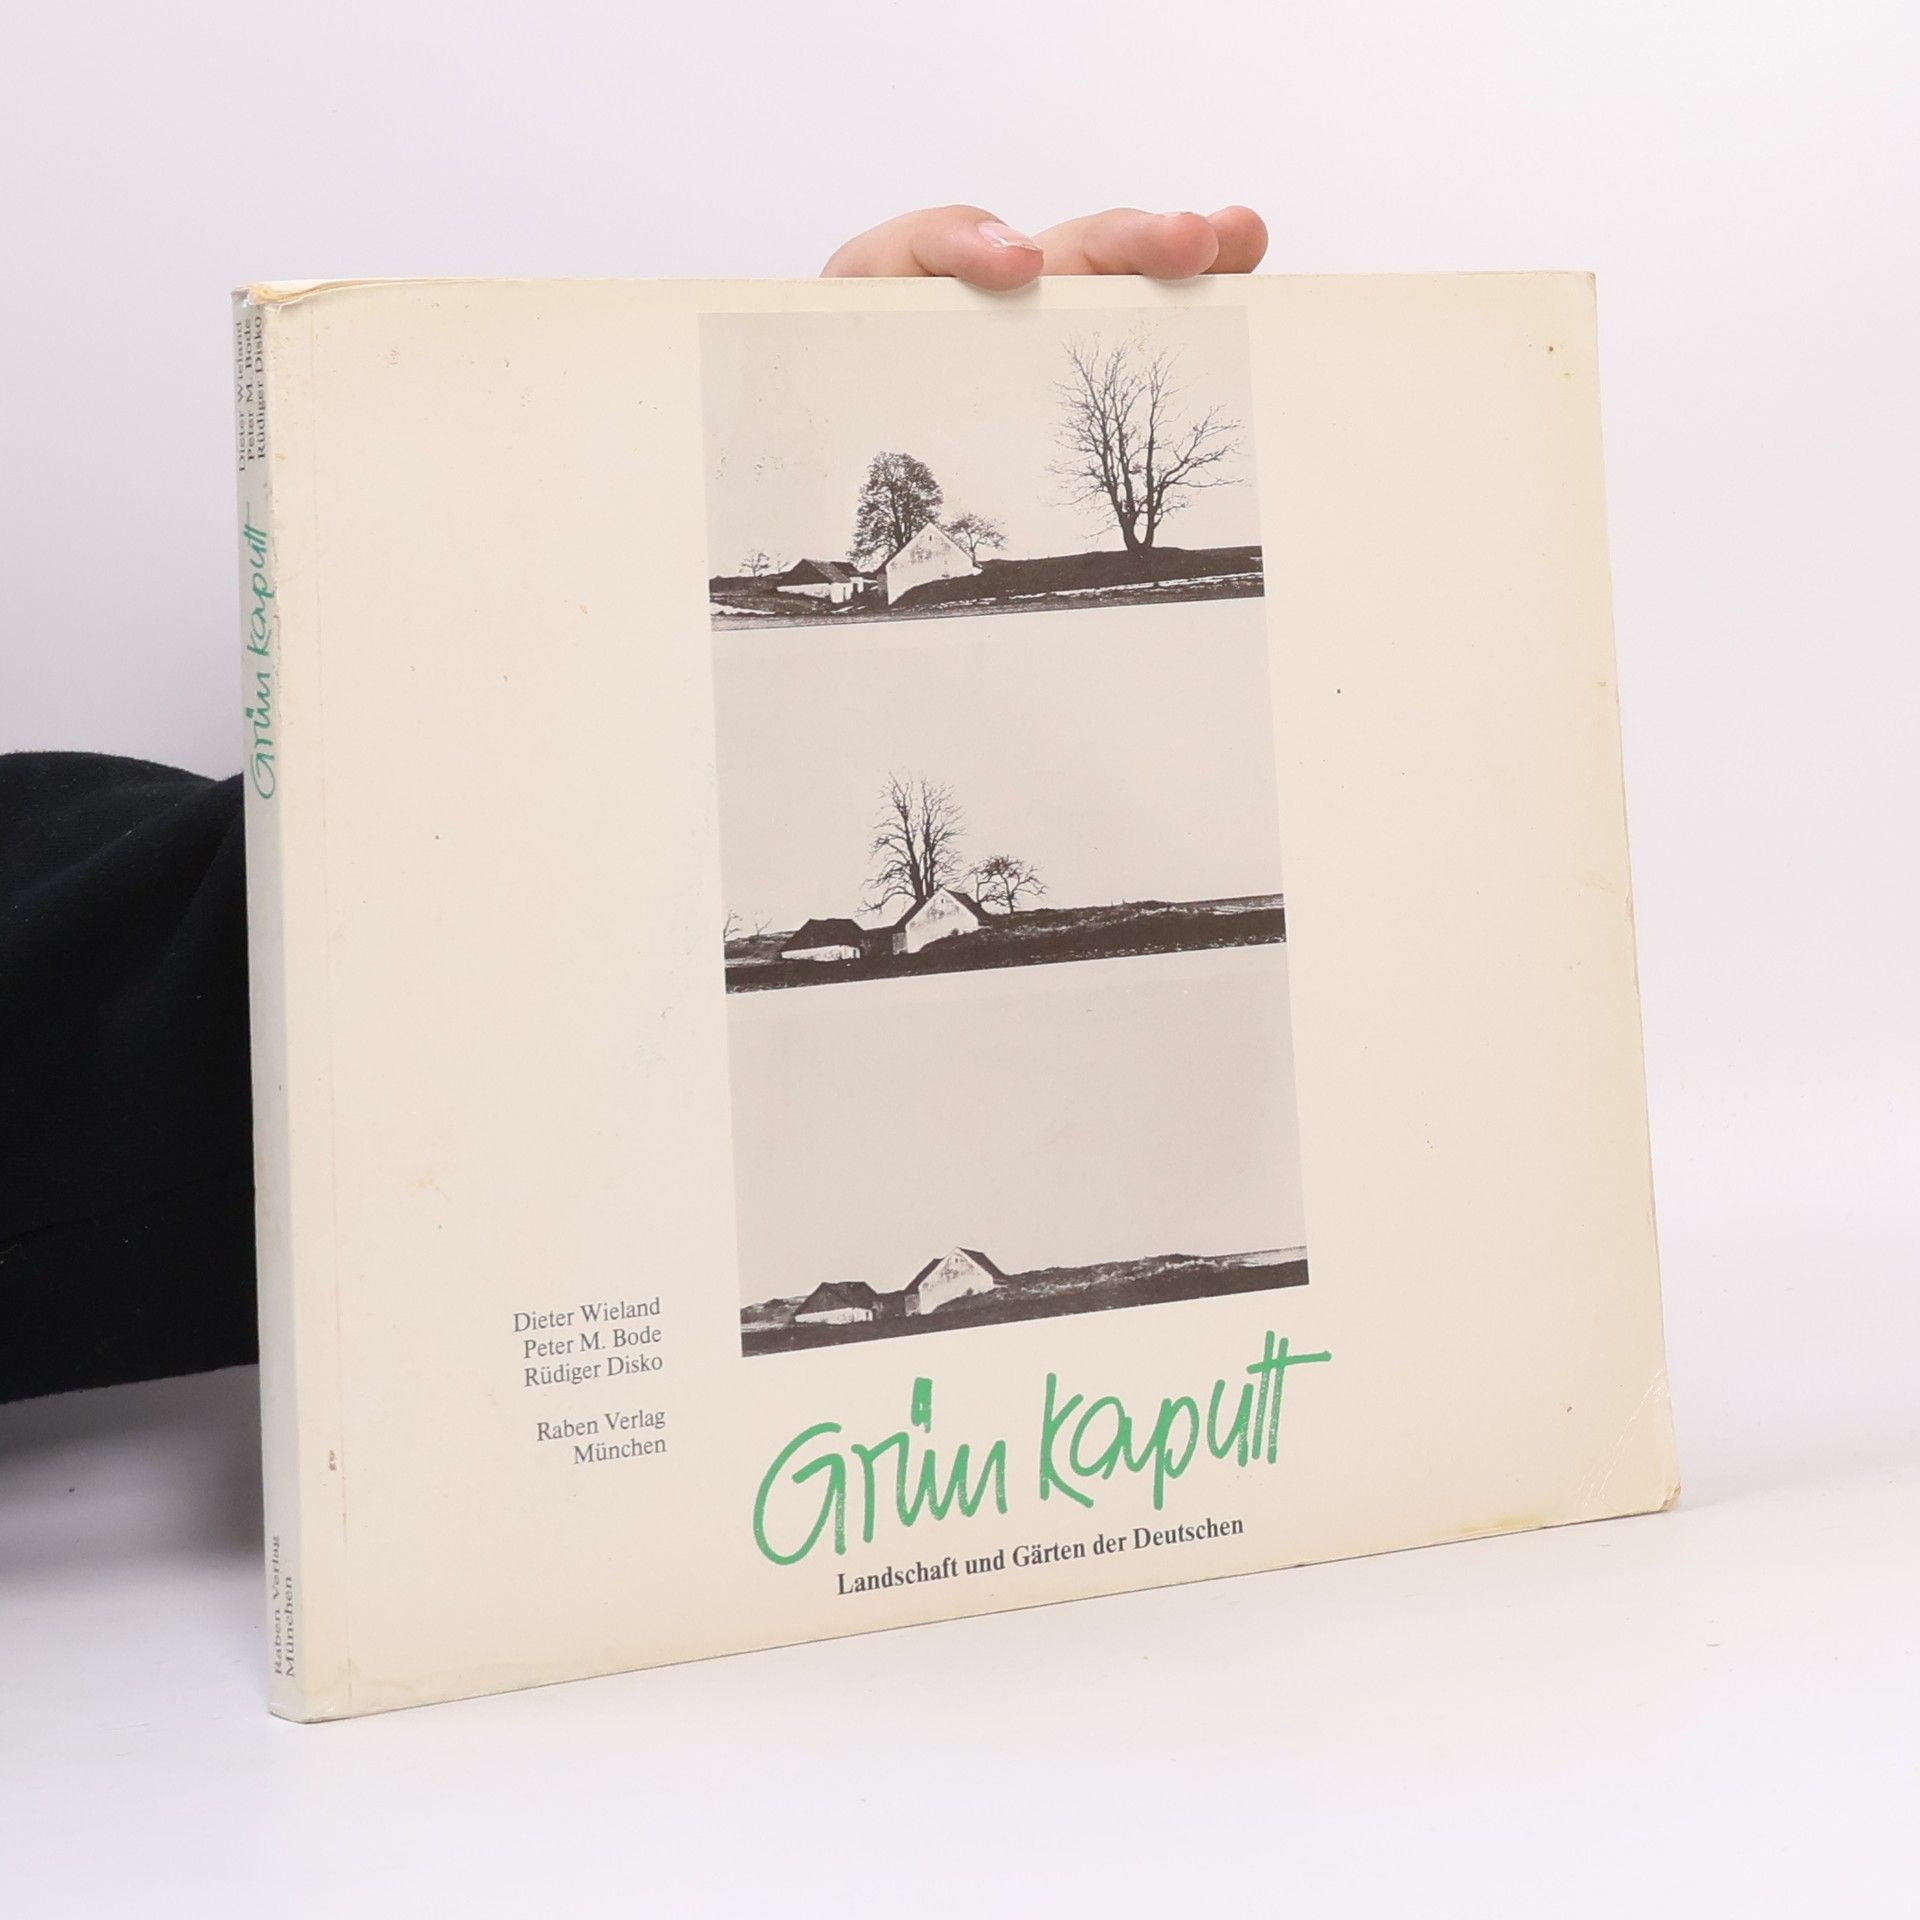 Dieter Wieland
Peter M. Bode
Rüdiger Disko
Grün kaputt
Raben Verlag
München
Dieter Wieland
Peter M. Bode
Rüdiger Disko
Raben Verlag
München
Grün kaputt
Landschaft und Gärten der Deutschen